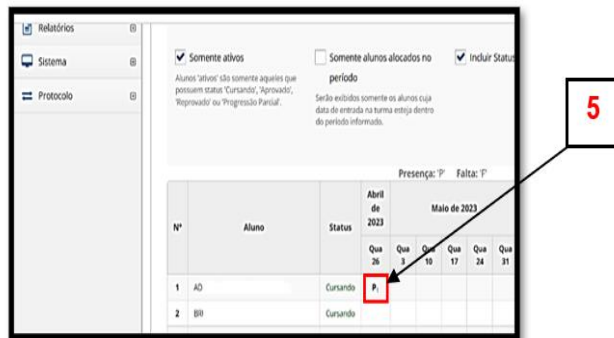 Relatórios
Sistema
Protocolo
Somente ativos
Alunos 'ativos' são somente aqueles que
possuem status 'Cursando', 'Aprovado',
'Reprovado' ou 'Progressão Parcial'.
Somente alunos alocados no
período
Serão exibidos somente os alunos cuja
data de entrada na turma esteja dentro
do período informado.
Incluir Status
5
Presença: 'P' Falta: 'F'
Nº Aluno Status
Abril
de
2023
Maio de 2023
Qua Qua Qua Qua Qua Qua
26 3 10 17 24 31
1 AD Cursando P
2 Cursando